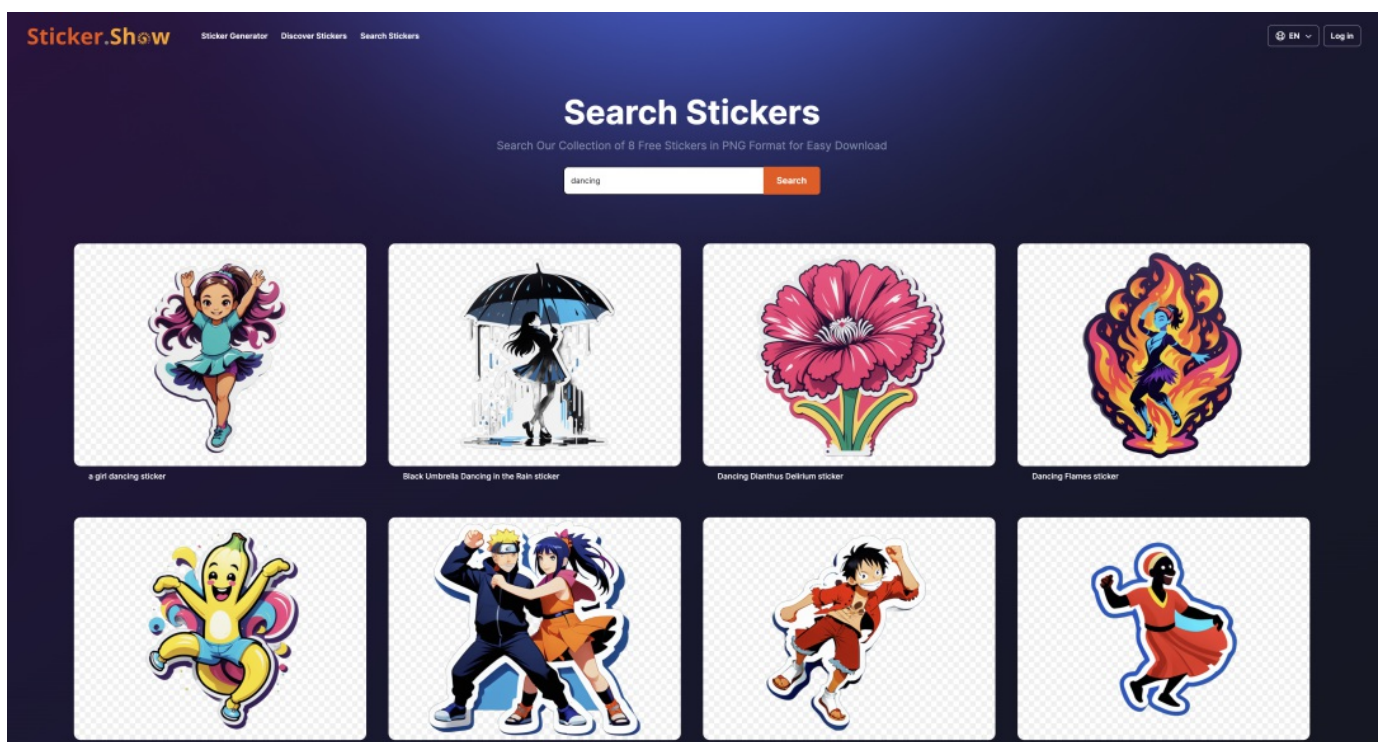 Sticker.Show
Sticker Generator Discover Stickers Search Stickers
EN Log in
Search Stickers
Search Our Collection of 8 Free Stickers in PNG Format for Easy Download
dancing Search
a girl dancing sticker
Black Umbrella Dancing in the Rain sticker
Dancing Dianthus Delirium sticker
Dancing Flames sticker